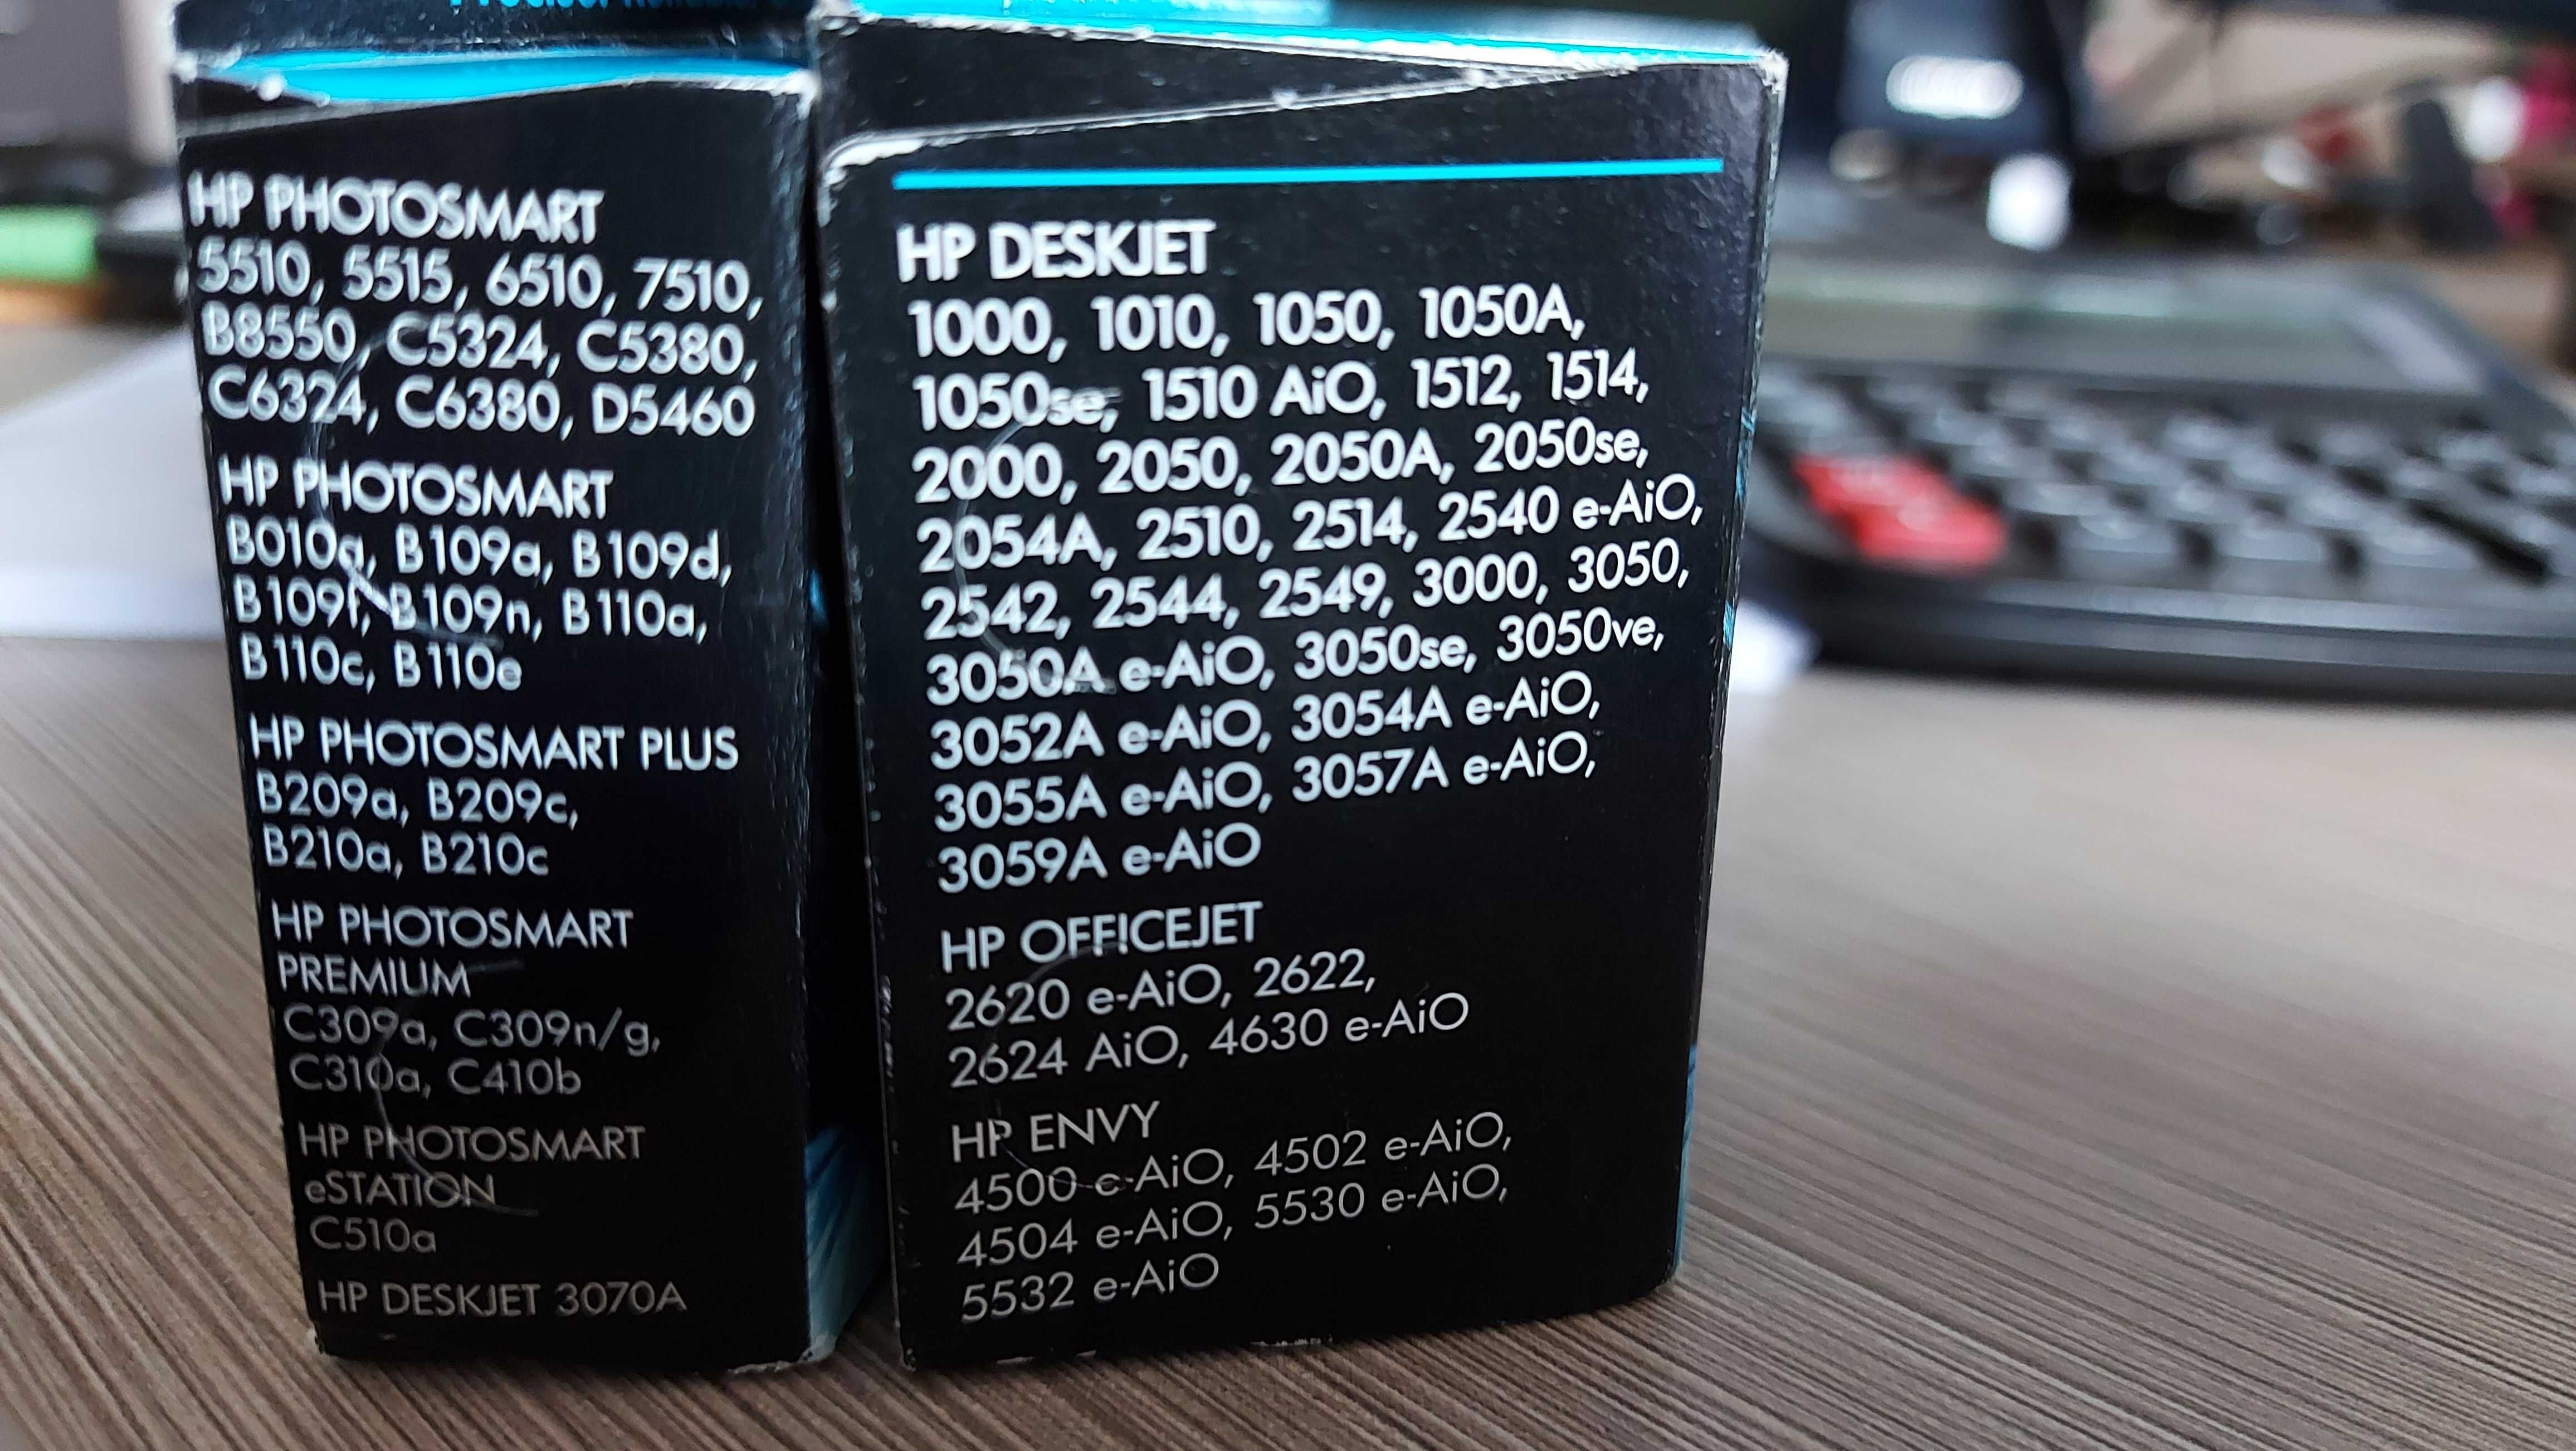 HP PHOTOSMART
5510, 5515, 6510, 7510,
B8550, C5324, C5380,
C6324, C6380, D5460
HP PHOTOSMART
B010a, B109a, B109d,
B109f, B109n, B110a,
B110c, B110e
HP PHOTOSMART PLUS
B209a, B209c,
B210a, B210c
HP PHOTOSMART
PREMIUM
C309a, C309n/g,
C310a, C410b
HP PHOTOSMART
eSTATION
C510a
HP DESKJET 3070A
HP DESKJET
1000, 1010, 1050, 1050A,
1050se, 1510 AiO, 1512, 1514,
2000, 2050, 2050A, 2050se,
2054A, 2510, 2514, 2540 e-AiO,
2542, 2544, 2549, 3000, 3050,
3050A e-AiO, 3050se, 3050ve,
3052A e-AiO, 3054A e-AiO,
3055A e-AiO, 3057A e-AiO,
3059A e-AiO
HP OFFICEJET
2620 e-AiO, 2622,
2624 AiO, 4630 e-AiO
HP ENVY
4500 e-AiO, 4502 e-AiO,
4504 e-AiO, 5530 e-AiO,
5532 e-AiO